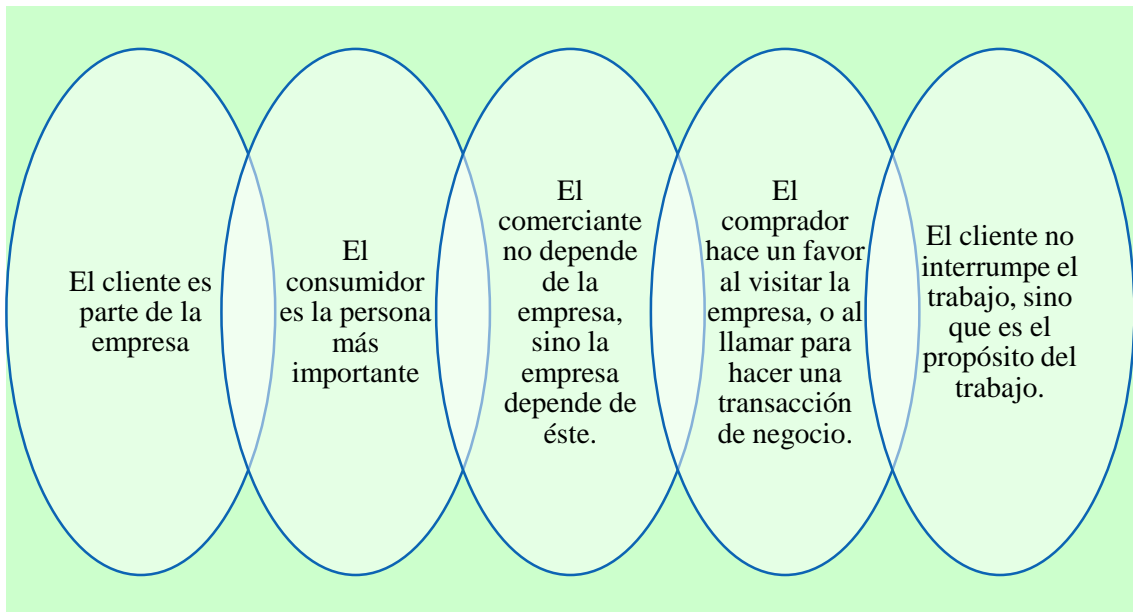 El cliente es
parte de la
empresa
El
consumidor
es la persona
más
importante
El
comerciante
no depende
de la
empresa,
sino la
empresa
depende de
éste.
El
comprador
hace un favor
al visitar la
empresa, o al
llamar para
hacer una
transacción
de negocio.
El cliente no
interrumpe el
trabajo, sino
que es el
propósito del
trabajo.